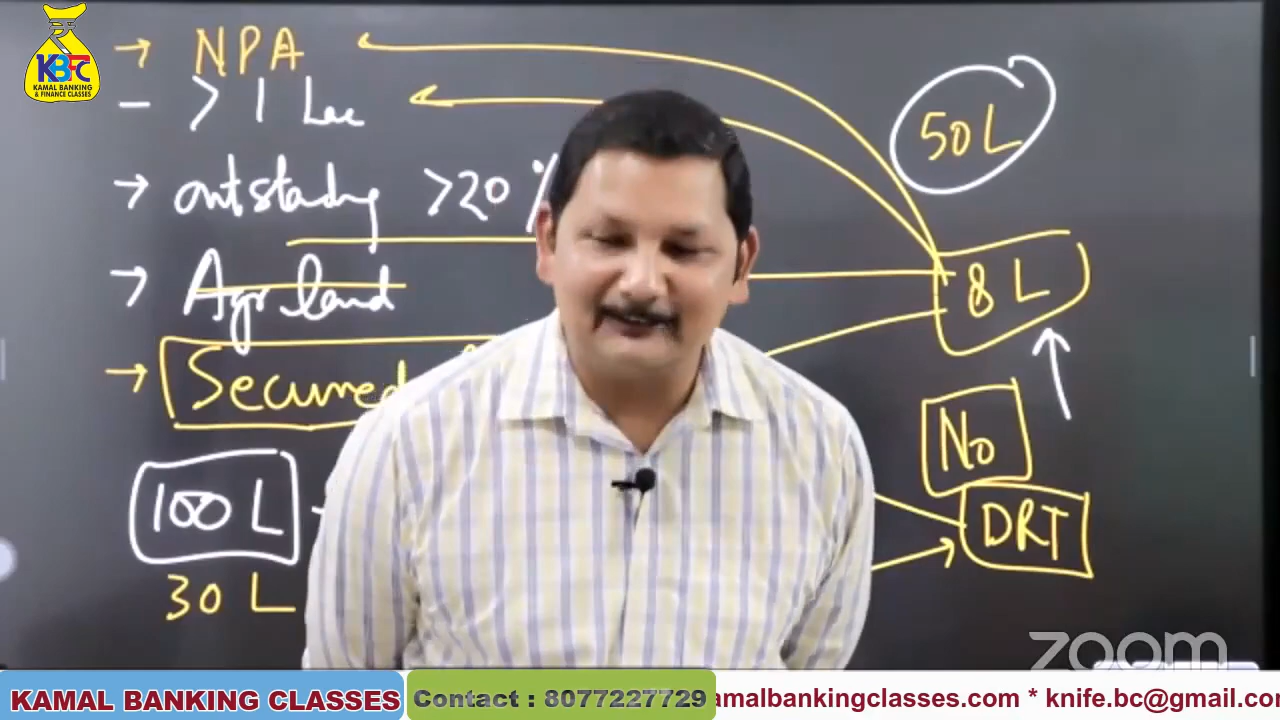 KBFC
KAMAL BANKING
& FINANCE CLASSES
→ NPA
- > 1 Lac
50 L
→ outstading >20 %
→ Agr land
8 L
→ Secured
No
100 L
DRT
30 L
zoom
KAMAL BANKING CLASSES
Contact : 8077227729
amalbankingclasses.com * knife.bc@gmail.co